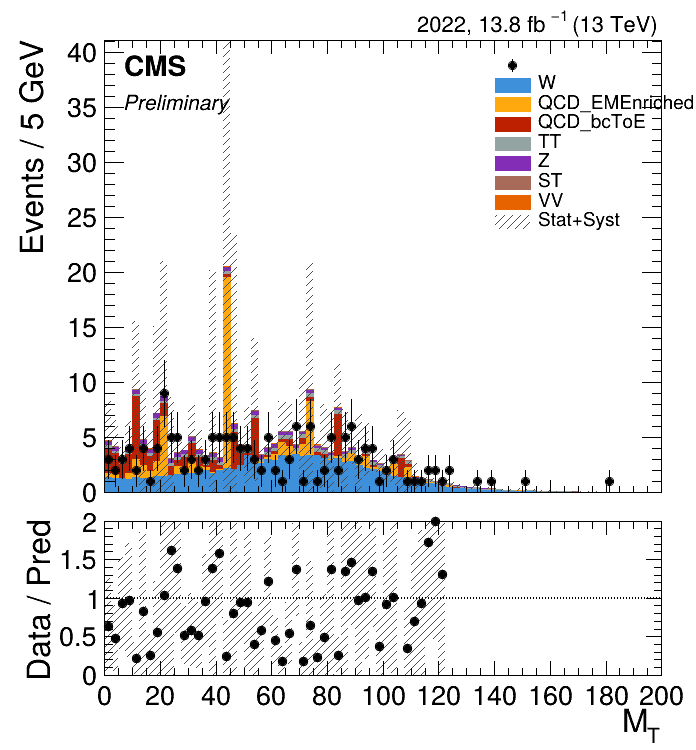 2022, 13.8 fb⁻¹ (13 TeV)
Events / 5 GeV
40
35
30
25
20
15
10
5
0
CMS
Preliminary
W
QCD_EMEnriched
QCD_bcToE
TT
Z
ST
VV
Stat+Syst
Data / Pred
2
1.5
1
0.5
0
0 20 40 60 80 100 120 140 160 180 200
M_T